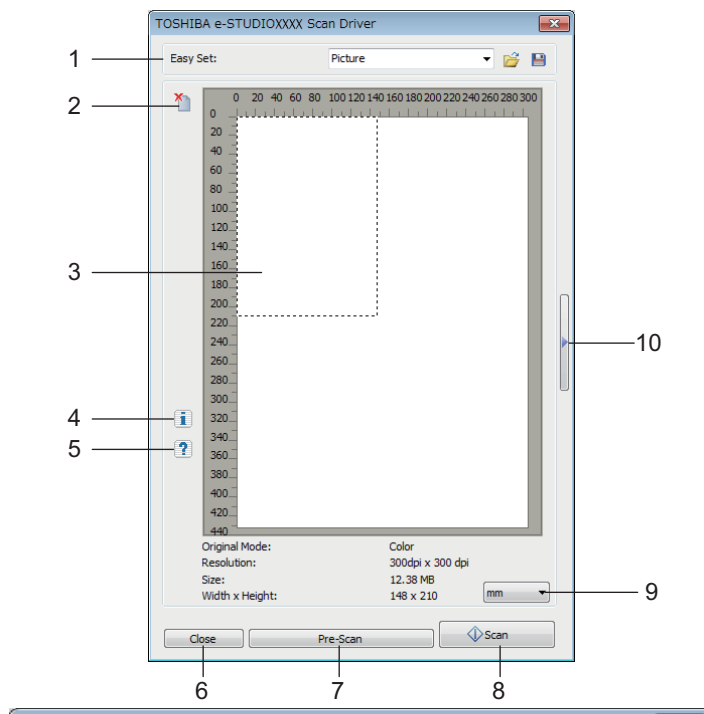 TOSHIBA e-STUDIOXXXX Scan Driver
1
Easy Set:
Picture
2
0 20 40 60 80 100 120 140 160 180 200 220 240 260 280 300
0
20
40
60
80
100
120
140
3
160
180
200
220
240
10
260
280
300
4
i
320
340
5
?
360
380
400
420
440
Original Mode: Color
Resolution: 300dpi x 300 dpi
Size: 12.38 MB
Width x Height: 148 x 210
mm
9
Close
Pre-Scan
Scan
6
7
8